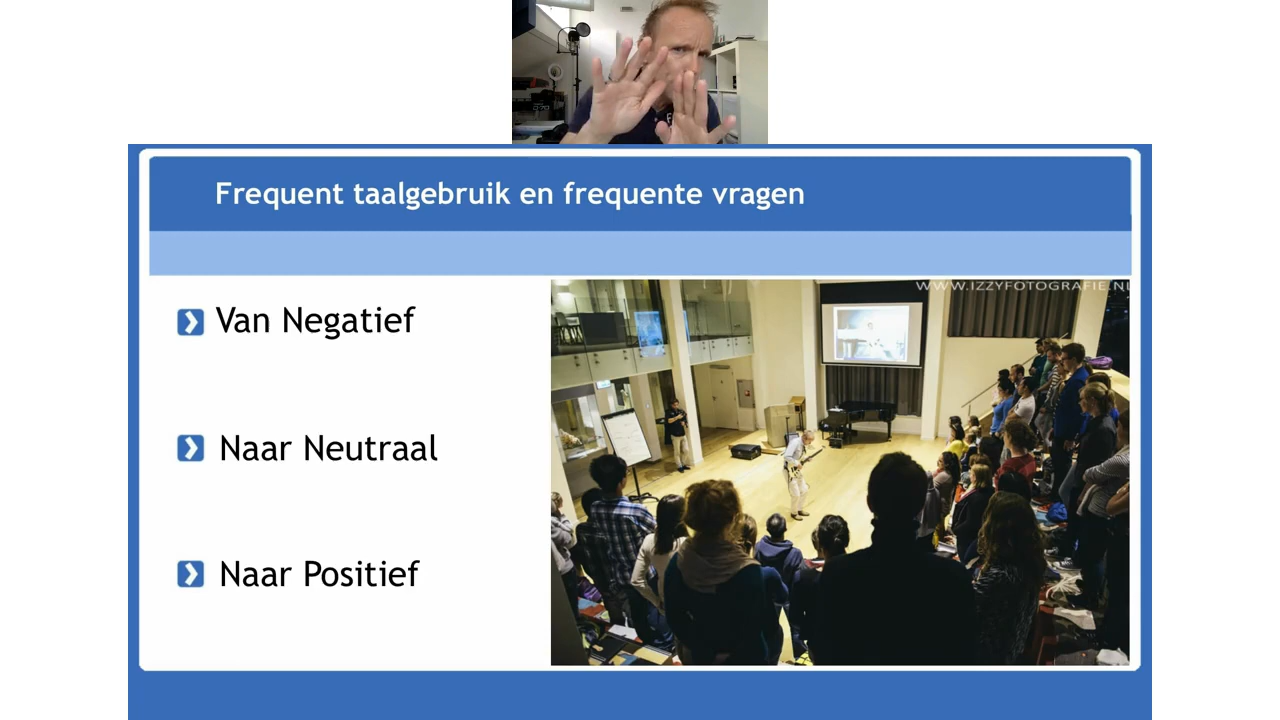 Frequent taalgebruik en frequente vragen
WWW.IZZYFOTOGRAFIE.NL
Van Negatief
Naar Neutraal
Naar Positief